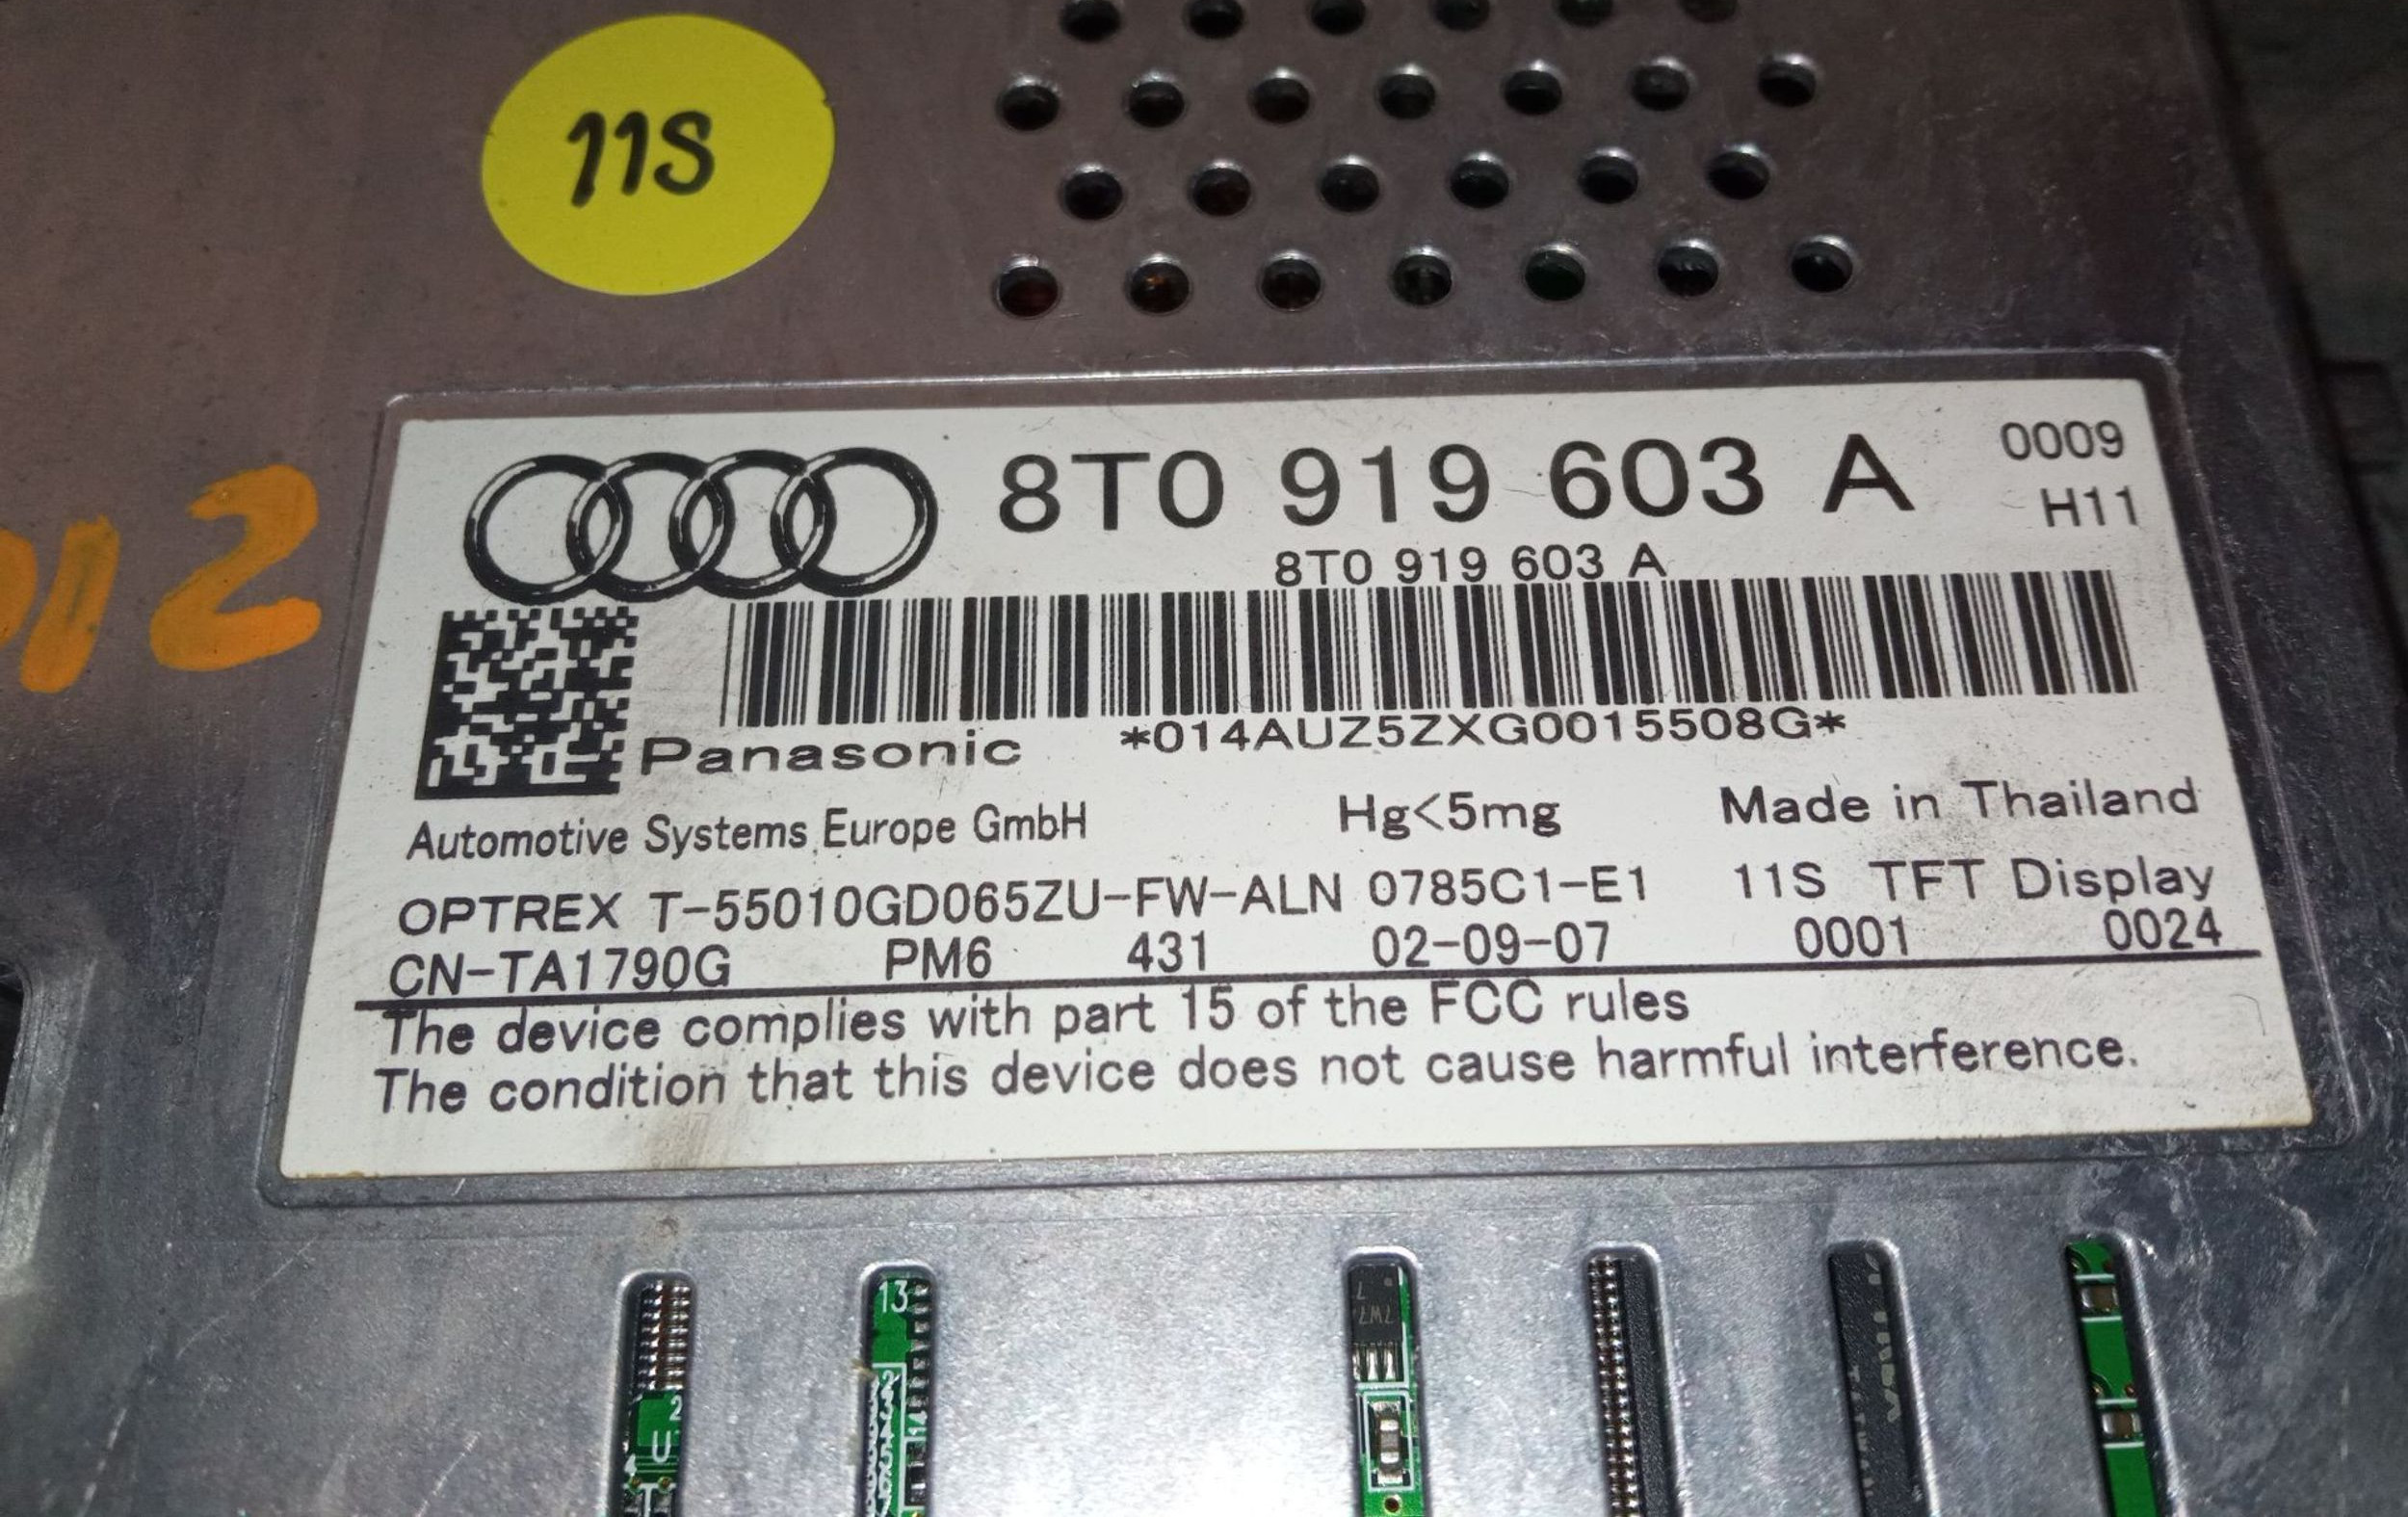 11S
012
8T0 919 603 A
0009
H11
8T0 919 603 A
Panasonic
*014AUZ5ZXG0015508G*
Automotive Systems Europe GmbH
Hg<5mg
Made in Thailand
OPTREX T-55010GD065ZU-FW-ALN 0785C1-E1 11S TFT Display
CN-TA1790G PM6 431 02-09-07 0001 0024
The device complies with part 15 of the FCC rules
The condition that this device does not cause harmful interference.
13
14
7W7